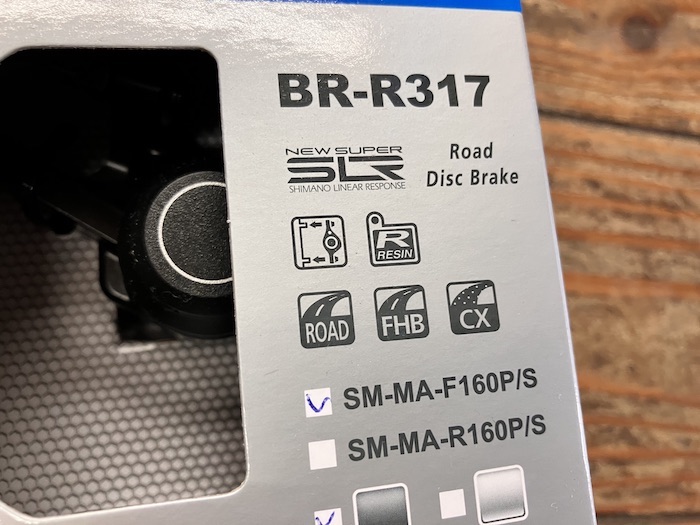 BR-R317
NEW SUPER
SLR
SHIMANO LINEAR RESPONSE
Road
Disc Brake
R
RESIN
ROAD
FHB
CX
SM-MA-F160P/S
SM-MA-R160P/S